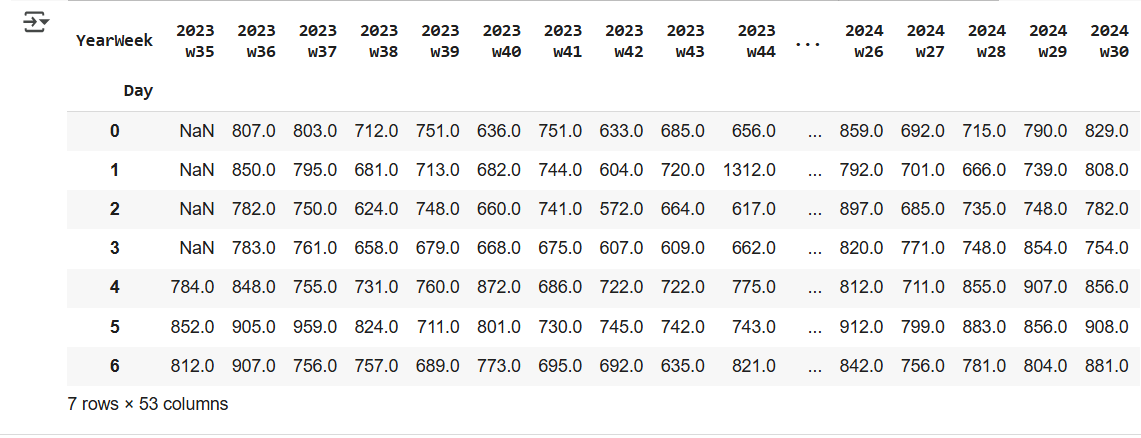 YearWeek 2023 w35 2023 w36 2023 w37 2023 w38 2023 w39 2023 w40 2023 w41 2023 w42 2023 w43 2023 w44 ... 2024 w26 2024 w27 2024 w28 2024 w29 2024 w30
Day
0 NaN 807.0 803.0 712.0 751.0 636.0 751.0 633.0 685.0 656.0 ... 859.0 692.0 715.0 790.0 829.0
1 NaN 850.0 795.0 681.0 713.0 682.0 744.0 604.0 720.0 1312.0 ... 792.0 701.0 666.0 739.0 808.0
2 NaN 782.0 750.0 624.0 748.0 660.0 741.0 572.0 664.0 617.0 ... 897.0 685.0 735.0 748.0 782.0
3 NaN 783.0 761.0 658.0 679.0 668.0 675.0 607.0 609.0 662.0 ... 820.0 771.0 748.0 854.0 754.0
4 784.0 848.0 755.0 731.0 760.0 872.0 686.0 722.0 722.0 775.0 ... 812.0 711.0 855.0 907.0 856.0
5 852.0 905.0 959.0 824.0 711.0 801.0 730.0 745.0 742.0 743.0 ... 912.0 799.0 883.0 856.0 908.0
6 812.0 907.0 756.0 757.0 689.0 773.0 695.0 692.0 635.0 821.0 ... 842.0 756.0 781.0 804.0 881.0
7 rows × 53 columns